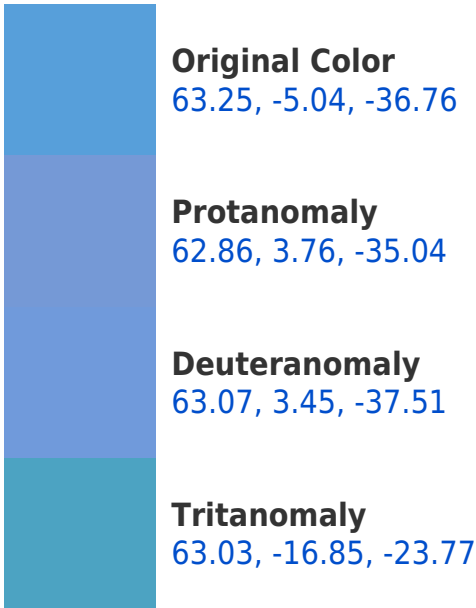 Original Color
63.25, -5.04, -36.76
Protanomaly
62.86, 3.76, -35.04
Deuteranomaly
63.07, 3.45, -37.51
Tritanomaly
63.03, -16.85, -23.77